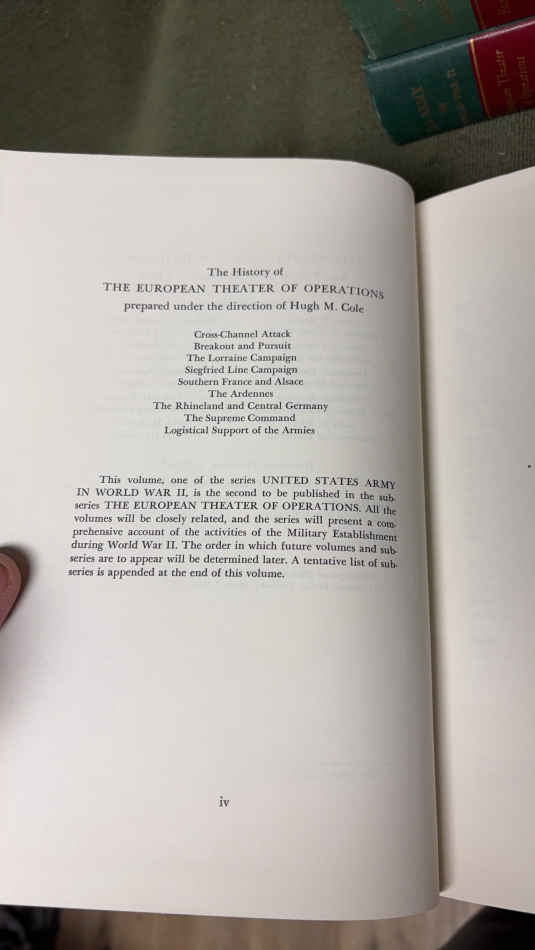 ARMY
Theater
The History of
THE EUROPEAN THEATER OF OPERATIONS
prepared under the direction of Hugh M. Cole
Cross-Channel Attack
Breakout and Pursuit
The Lorraine Campaign
Siegfried Line Campaign
Southern France and Alsace
The Ardennes
The Rhineland and Central Germany
The Supreme Command
Logistical Support of the Armies
This volume, one of the series UNITED STATES ARMY
IN WORLD WAR II, is the second to be published in the sub-
series THE EUROPEAN THEATER OF OPERATIONS. All the
volumes will be closely related, and the series will present a com-
prehensive account of the activities of the Military Establishment
during World War II. The order in which future volumes and sub-
series are to appear will be determined later. A tentative list of sub-
series is appended at the end of this volume.
iv